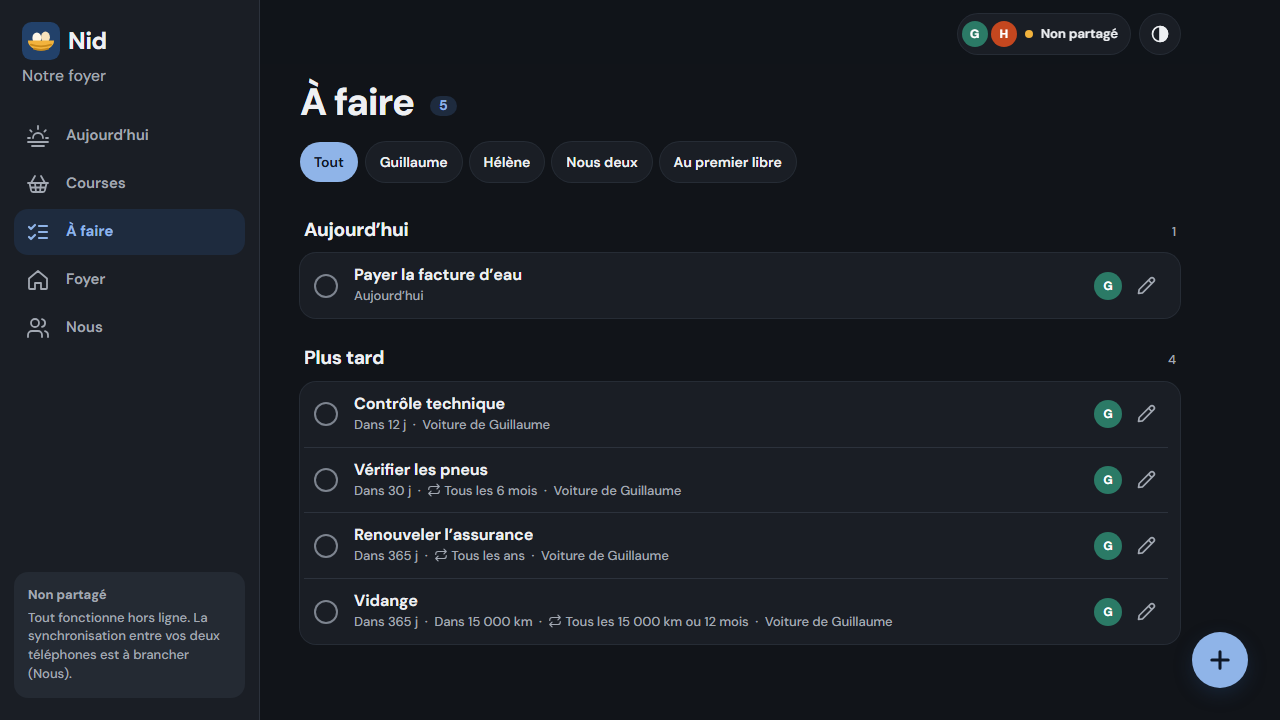 Nid
Notre foyer
Aujourd’hui
Courses
À faire
Foyer
Nous
Non partagé
Tout fonctionne hors ligne. La
synchronisation entre vos deux
téléphones est à brancher
(Nous).
G H Non partagé
À faire 5
Tout Guillaume Hélène Nous deux Au premier libre
Aujourd’hui 1
Payer la facture d’eau
Aujourd’hui
G
Plus tard 4
Contrôle technique
Dans 12 j · Voiture de Guillaume
G
Vérifier les pneus
Dans 30 j · Tous les 6 mois · Voiture de Guillaume
G
Renouveler l’assurance
Dans 365 j · Tous les ans · Voiture de Guillaume
G
Vidange
Dans 365 j · Dans 15 000 km · Tous les 15 000 km ou 12 mois · Voiture de Guillaume
G